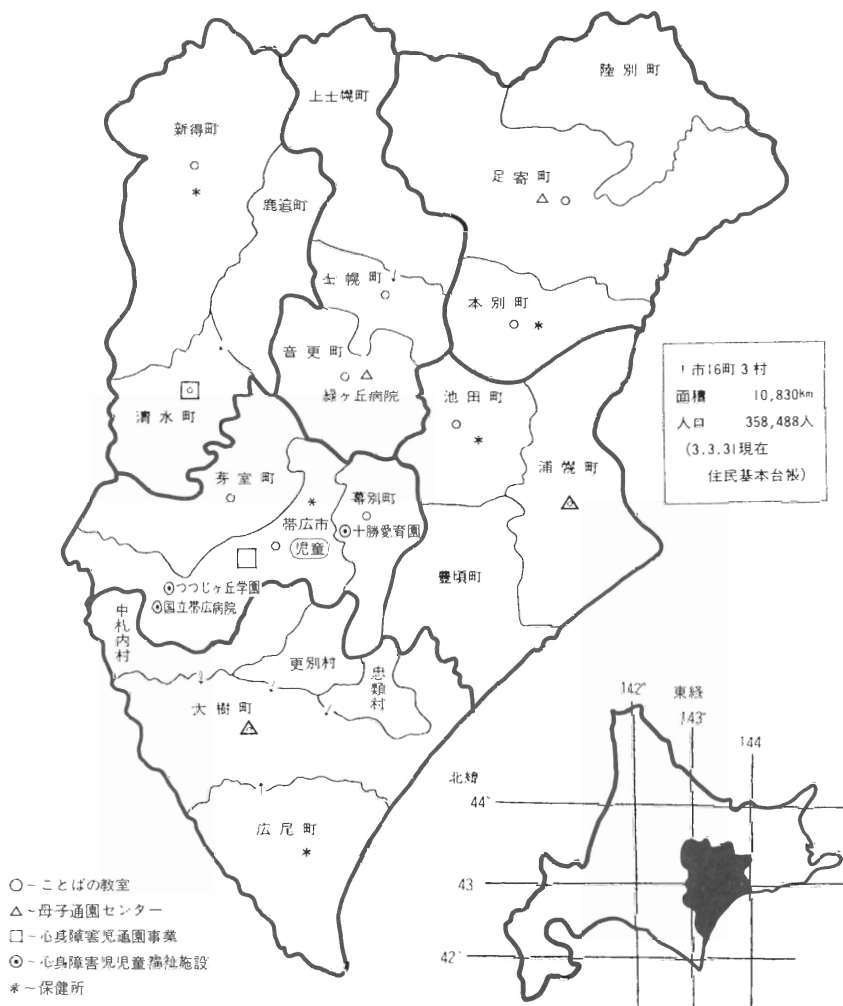 陸別町
上士幌町
新得町
足寄町
鹿追町
士幌町
本別町
音更町
緑ヶ丘病院
池田町
清水町
1市16町3村
面積 10,830km
人口 358,488人
(3.3.31現在
住民基本台帳)
浦幌町
芽室町
幕別町
帯広市
十勝愛育園
児童
豊頃町
つつじヶ丘学園
国立帯広病院
中札内村
更別村
忠類村
大樹町
広尾町
○~ことばの教室
△~母子通園センター
□~心身障害児通園事業
◉~心身障害児児童福祉施設
*~保健所
142° 東経
143°
144
北緯
44°
43
42°